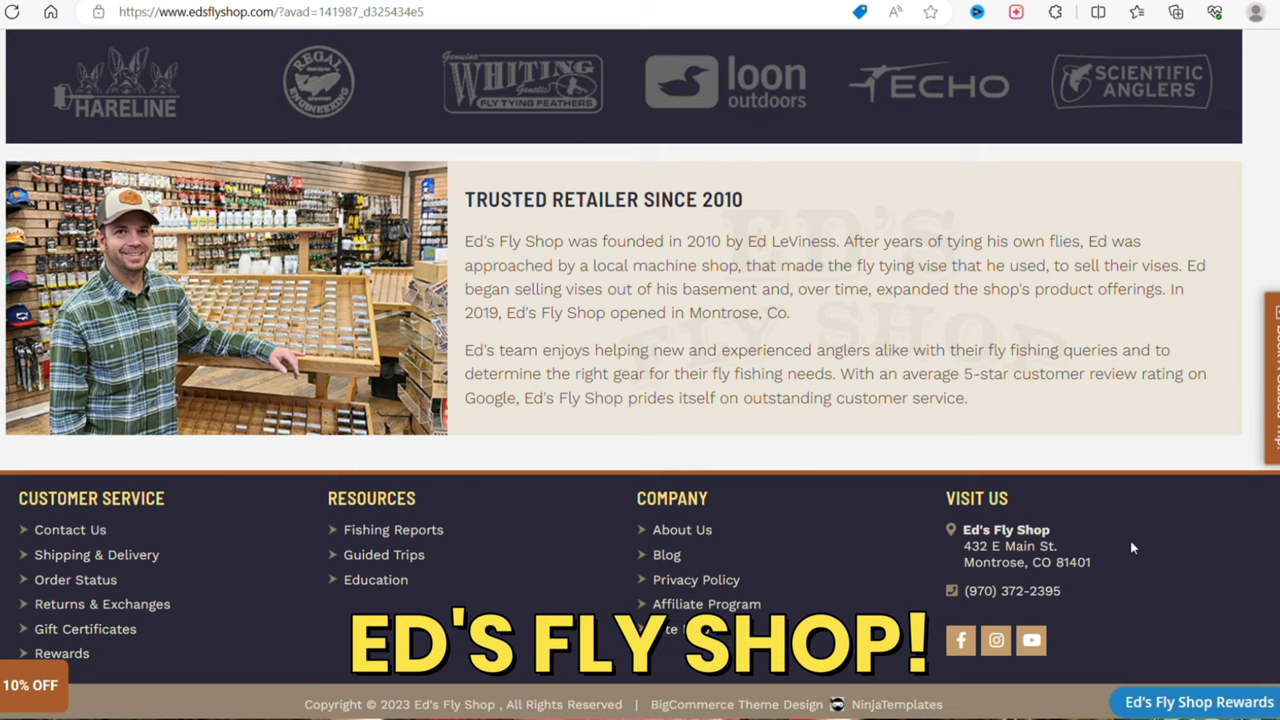 https://www.edsflyshop.com/?avad=141987_d325434e5
HARELINE
REGAL
ENGINEERING
Genuine
WHITING
Genetic
FLY TYING FEATHERS
loon
outdoors
ECHO
SCIENTIFIC
ANGLERS
TRUSTED RETAILER SINCE 2010
Ed's Fly Shop was founded in 2010 by Ed LeViness. After years of tying his own flies, Ed was
approached by a local machine shop, that made the fly tying vise that he used, to sell their vises. Ed
began selling vises out of his basement and, over time, expanded the shop's product offerings. In
2019, Ed's Fly Shop opened in Montrose, Co.
Ed's team enjoys helping new and experienced anglers alike with their fly fishing queries and to
determine the right gear for their fly fishing needs. With an average 5-star customer review rating on
Google, Ed's Fly Shop prides itself on outstanding customer service.
ED'S
FLY SHOP
CUSTOMER SERVICE
Contact Us
Shipping & Delivery
Order Status
Returns & Exchanges
Gift Certificates
Rewards
RESOURCES
Fishing Reports
Guided Trips
Education
COMPANY
About Us
Blog
Privacy Policy
Affiliate Program
VISIT US
Ed's Fly Shop
432 E Main St.
Montrose, CO 81401
(970) 372-2395
ED'S FLY SHOP!
10% OFF
Copyright © 2023 Ed's Fly Shop , All Rights Reserved | BigCommerce Theme Design NinjaTemplates
Ed's Fly Shop Rewards